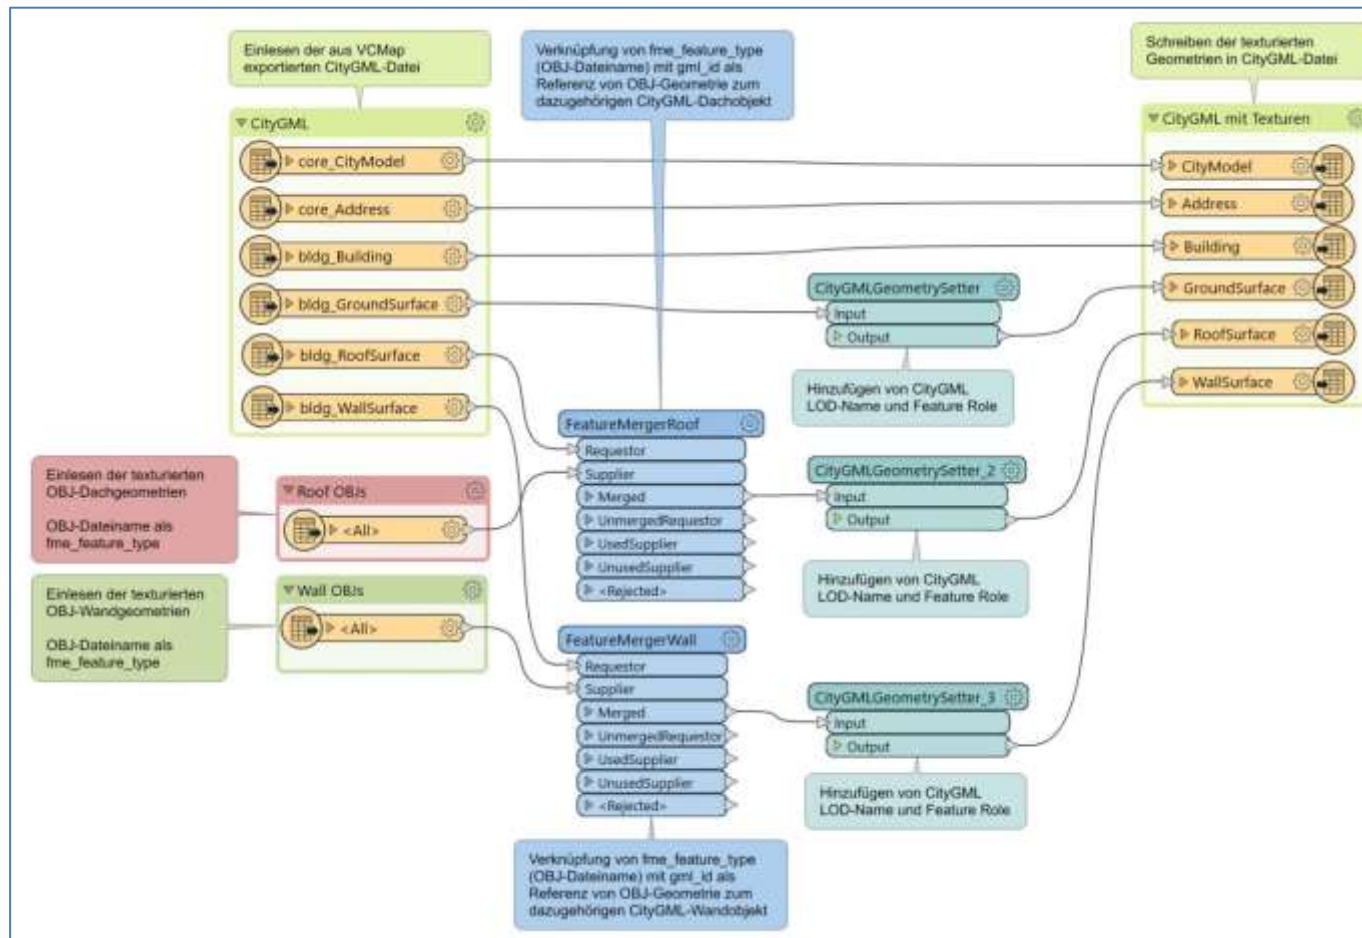 Einlesen der aus VCMap
exportierten CityGML-Datei
Verknüpfung von fme_feature_type
(OBJ-Dateiname) mit gml_id als
Referenz von OBJ-Geometrie zum
dazugehörigen CityGML-Dachobjekt
Schreiben der texturierten
Geometrien in CityGML-Datei
CityGML
core_CityModel
core_Address
bldg_Building
bldg_GroundSurface
bldg_RoofSurface
bldg_WallSurface
CityGML mit Texturen
CityModel
Address
Building
GroundSurface
RoofSurface
WallSurface
CityGMLGeometrySetter
Input
Output
Hinzufügen von CityGML
LOD-Name und Feature Role
Einlesen der texturierten
OBJ-Dachgeometrien
OBJ-Dateiname als
fme_feature_type
Roof OBJs
<All>
FeatureMergerRoof
Requestor
Supplier
Merged
UnmergedRequestor
UsedSupplier
UnusedSupplier
<Rejected>
CityGMLGeometrySetter_2
Input
Output
Hinzufügen von CityGML
LOD-Name und Feature Role
Einlesen der texturierten
OBJ-Wandgeometrien
OBJ-Dateiname als
fme_feature_type
Wall OBJs
<All>
FeatureMergerWall
Requestor
Supplier
Merged
UnmergedRequestor
UsedSupplier
UnusedSupplier
<Rejected>
CityGMLGeometrySetter_3
Input
Output
Hinzufügen von CityGML
LOD-Name und Feature Role
Verknüpfung von fme_feature_type
(OBJ-Dateiname) mit gml_id als
Referenz von OBJ-Geometrie zum
dazugehörigen CityGML-Wandobjekt